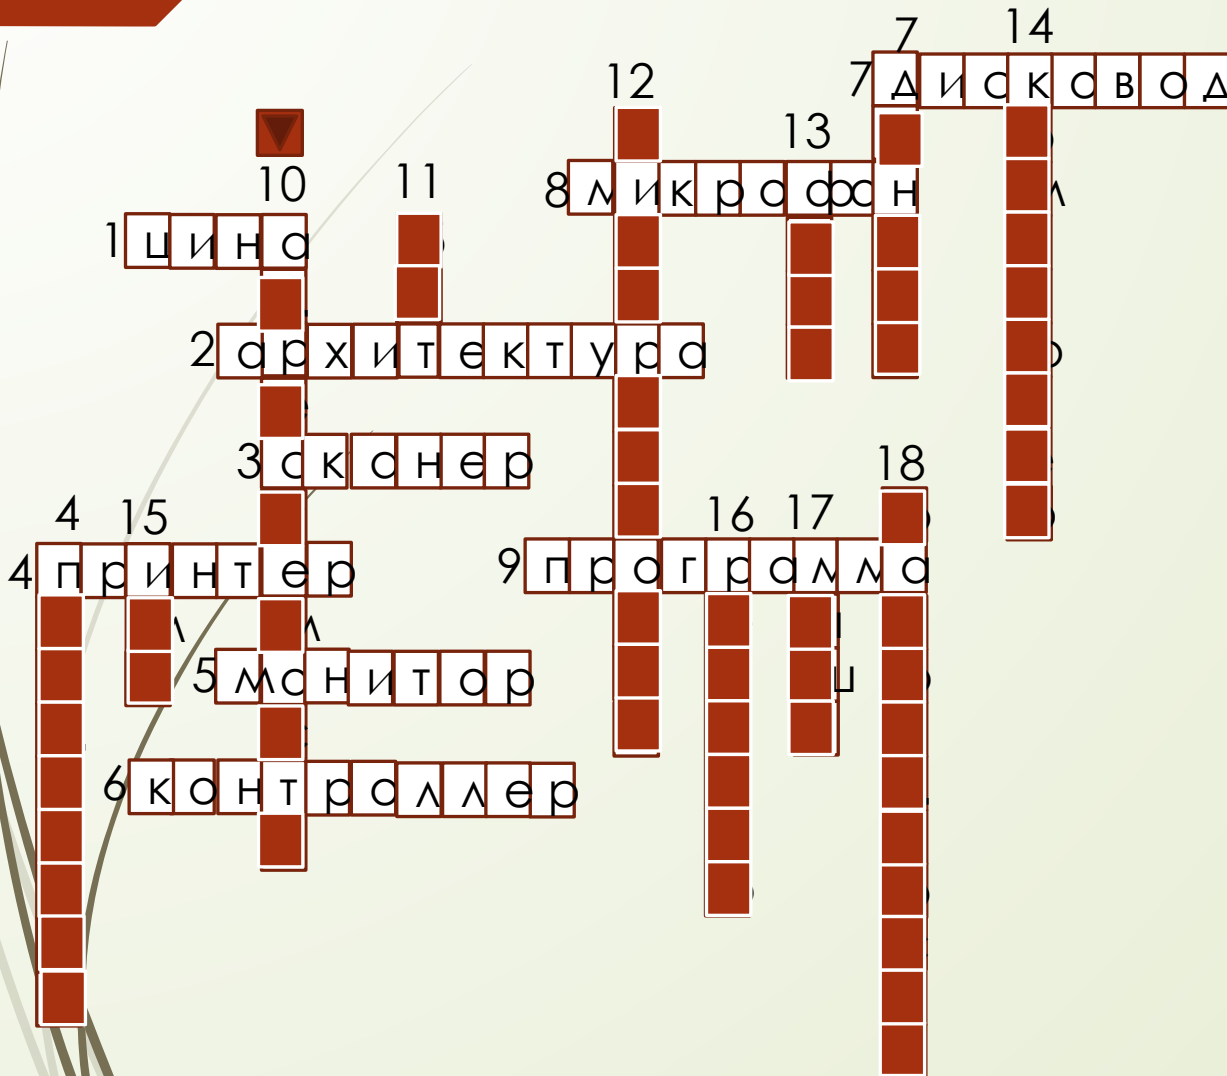 7 14
12
7 дисковод
13
10 11
8 микрофон
1 шина
2 архитектура
3 сканер
18
4 15 16 17
4 принтер
9 программа
5 монитор
6 контроллер